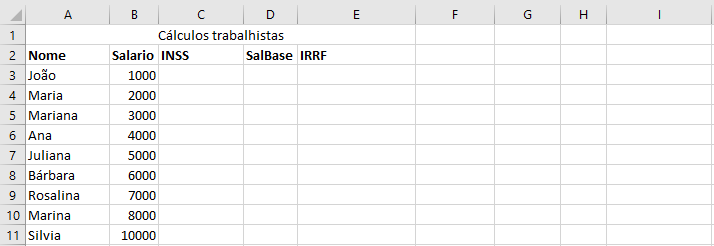 A B C D E F G H I
1 Cálculos trabalhistas
2 Nome Salario INSS SalBase IRRF
3 João 1000
4 Maria 2000
5 Mariana 3000
6 Ana 4000
7 Juliana 5000
8 Bárbara 6000
9 Rosalina 7000
10 Marina 8000
11 Silvia 10000